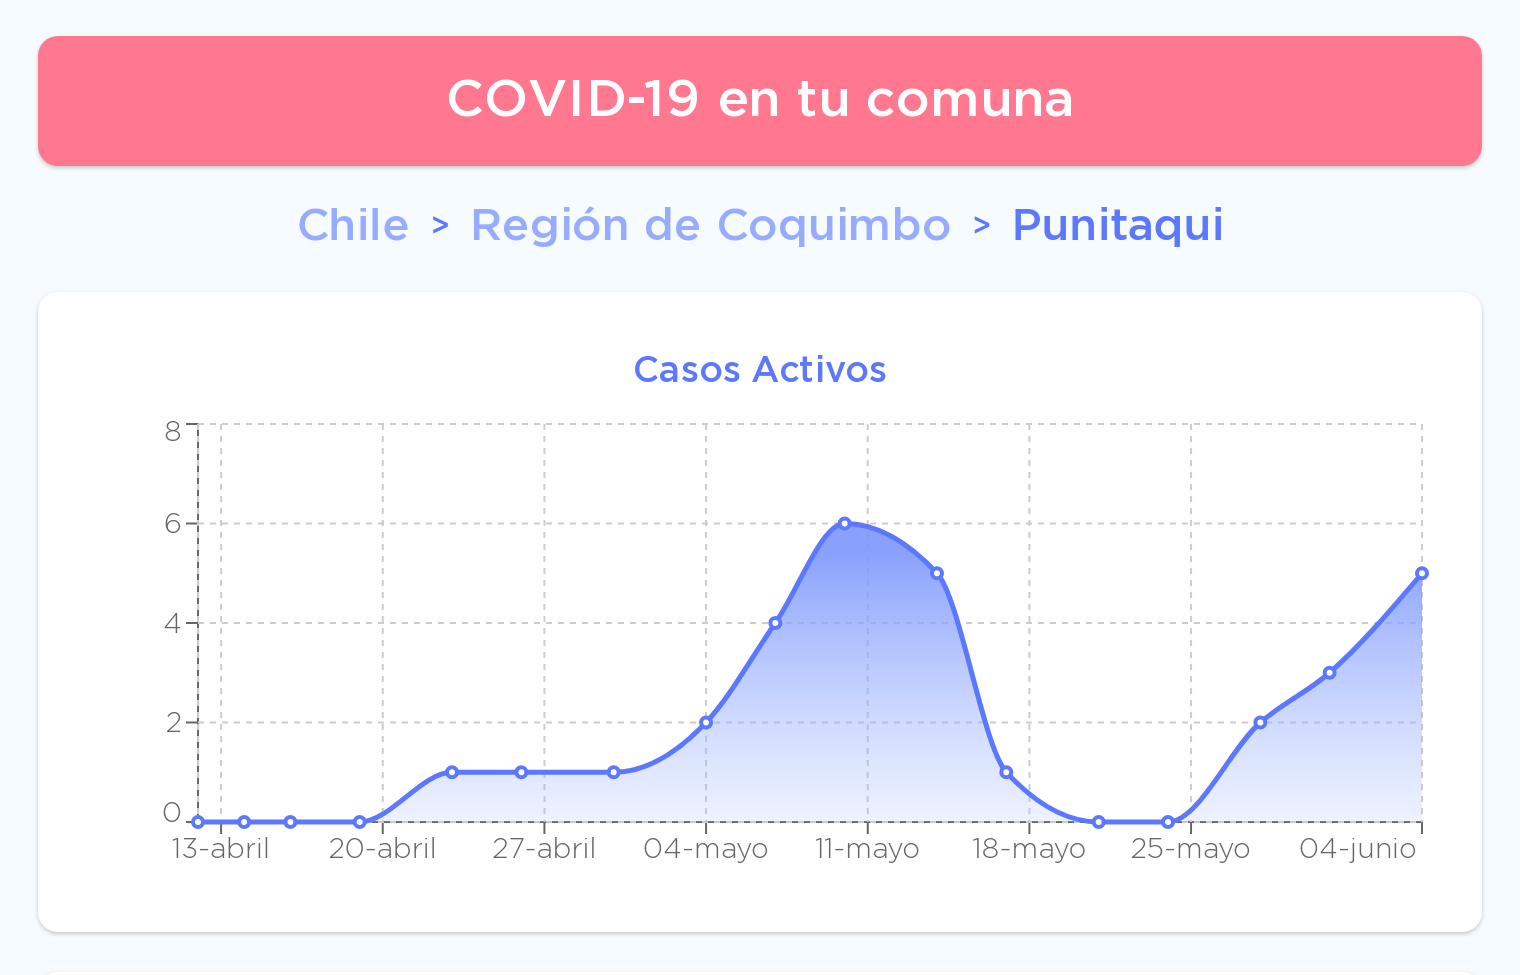 COVID-19 en tu comuna
Chile > Región de Coquimbo > Punitaqui
Casos Activos
8
6
4
2
0
13-abril 20-abril 27-abril 04-mayo 11-mayo 18-mayo 25-mayo 04-junio